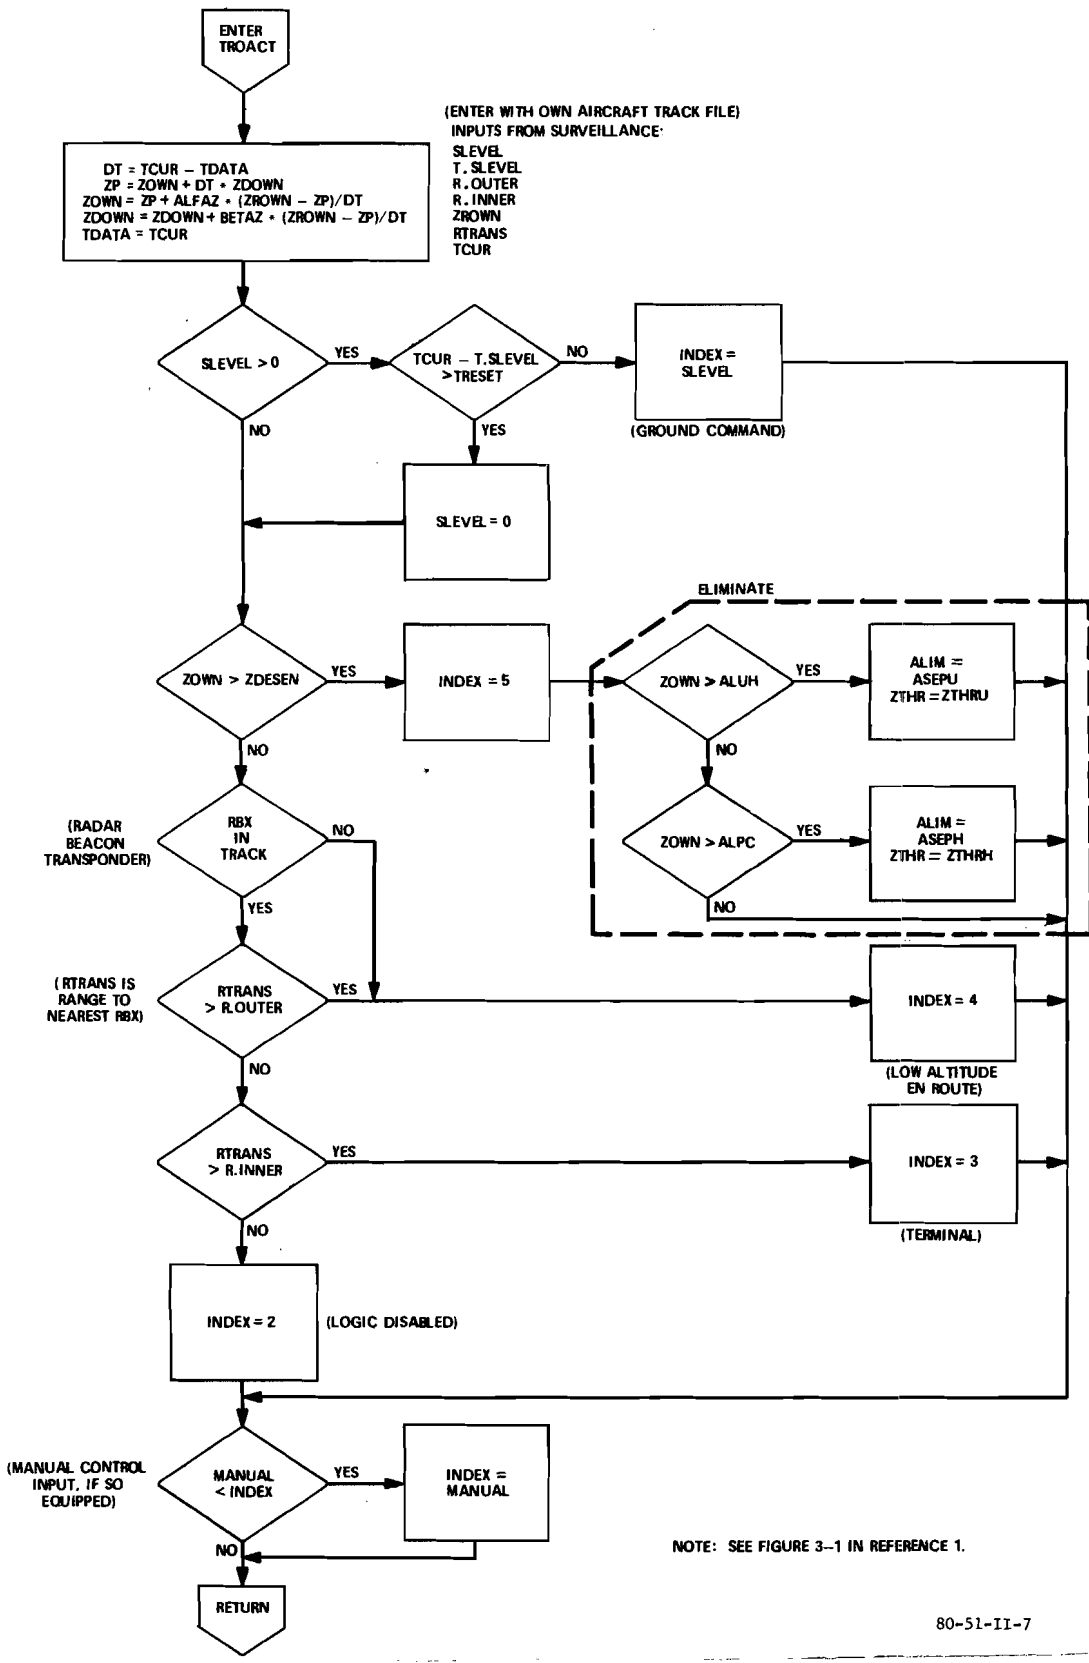 ENTER
TROACT
(ENTER WITH OWN AIRCRAFT TRACK FILE)
INPUTS FROM SURVEILLANCE:
SLEVEL
T.SLEVEL
R.OUTER
R.INNER
ZROWN
RTRANS
TCUR
DT = TCUR – TDATA
ZP = ZOWN + DT * ZDOWN
ZOWN = ZP + ALFAZ * (ZROWN – ZP)/DT
ZDOWN = ZDOWN + BETAZ * (ZROWN – ZP)/DT
TDATA = TCUR
SLEVEL > 0
YES
NO
TCUR – T.SLEVEL
> TRESET
NO
YES
INDEX =
SLEVEL
(GROUND COMMAND)
SLEVEL = 0
ELIMINATE
ZOWN > ZDESEN
YES
NO
INDEX = 5
ZOWN > ALUH
YES
NO
ALIM =
ASEPU
ZTHR = ZTHRU
(RADAR
BEACON
TRANSPONDER)
RBX
IN
TRACK
NO
YES
ZOWN > ALPC
YES
NO
ALIM =
ASEPH
ZTHR = ZTHRH
(RTRANS IS
RANGE TO
NEAREST RBX)
RTRANS
> R.OUTER
YES
NO
INDEX = 4
(LOW ALTITUDE
EN ROUTE)
RTRANS
> R.INNER
YES
NO
INDEX = 3
(TERMINAL)
INDEX = 2
(LOGIC DISABLED)
(MANUAL CONTROL
INPUT, IF SO
EQUIPPED)
MANUAL
< INDEX
YES
NO
INDEX =
MANUAL
NOTE: SEE FIGURE 3–1 IN REFERENCE 1.
RETURN
80-51-II-7